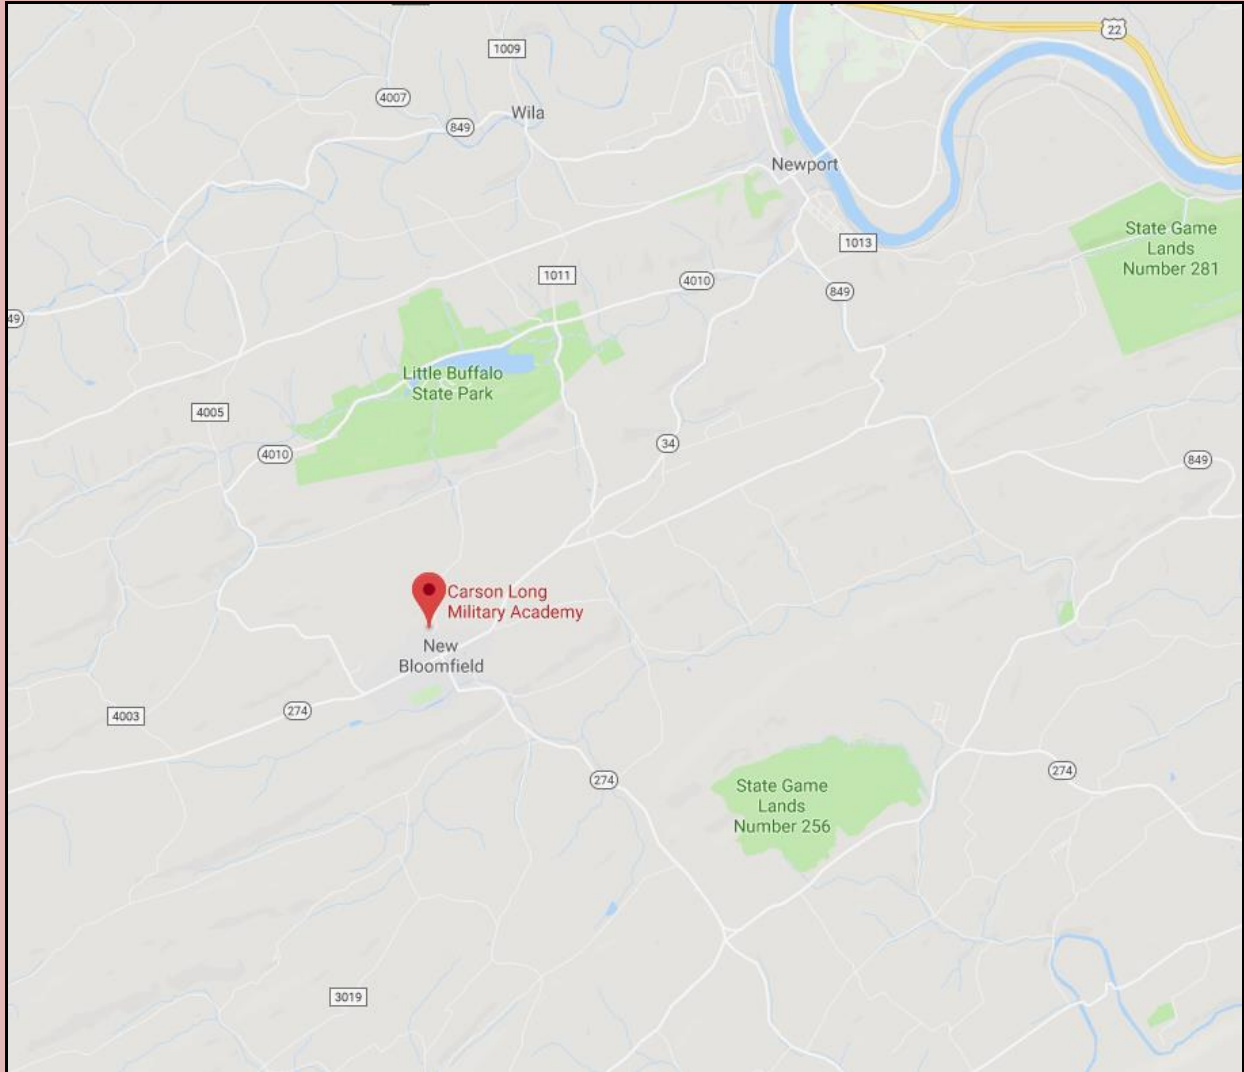 22
1009
4007
Wila
849
Newport
State Game
Lands
Number 281
1013
1011
4010
849
49
Little Buffalo
State Park
4005
34
4010
849
Carson Long
Military Academy
New
Bloomfield
274
4003
274
274
State Game
Lands
Number 256
3019